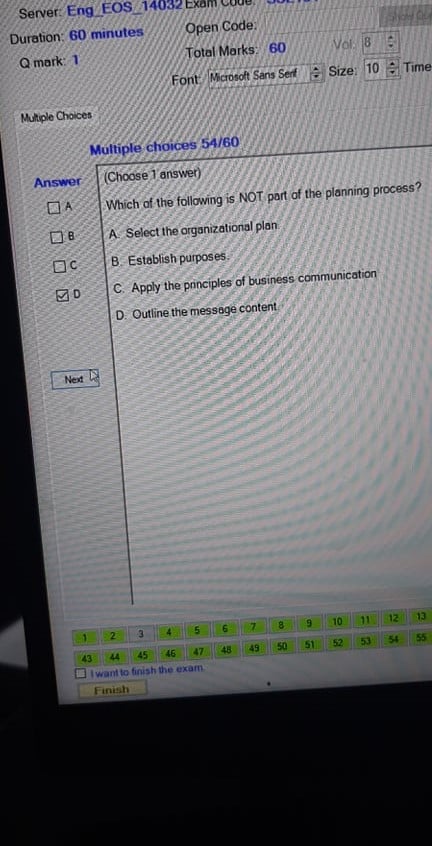 Server: Eng_EOS_14032 Exam Code:
Duration: 60 minutes Open Code:
Q mark: 1 Total Marks: 60 Vol: 8
Font: Microsoft Sans Serif Size: 10 Time
Multiple Choices
Multiple choices 54/60
Answer (Choose 1 answer)
A Which of the following is NOT part of the planning process?
B A. Select the organizational plan
C B. Establish purposes.
D C. Apply the principles of business communication
D. Outline the message content
Next
1 2 3 4 5 6 7 8 9 10 11 12 13
43 44 45 46 47 48 49 50 51 52 53 54 55
I want to finish the exam.
Finish